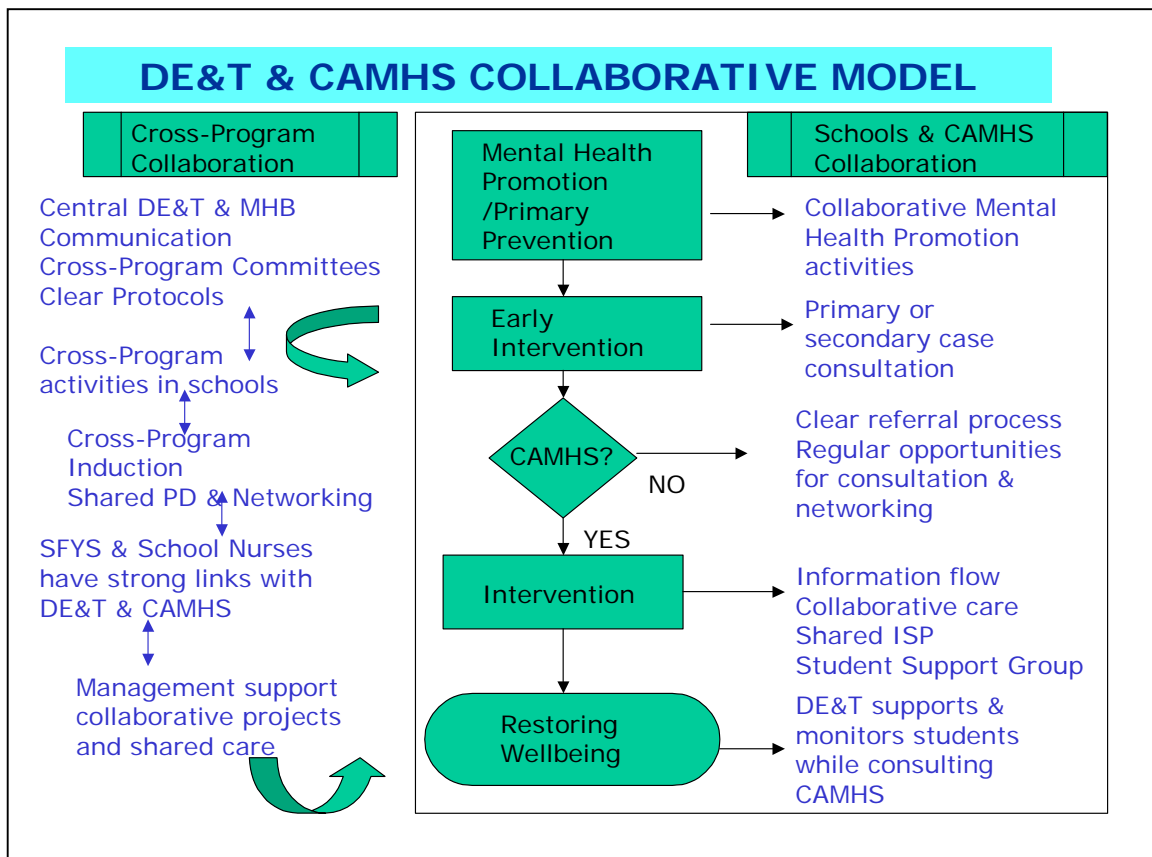 DE&T & CAMHS COLLABORATIVE MODEL
Cross-Program
Collaboration
Central DE&T & MHB
Communication
Cross-Program Committees
Clear Protocols
Cross-Program
activities in schools
Cross-Program
Induction
Shared PD & Networking
SFYS & School Nurses
have strong links with
DE&T & CAMHS
Management support
collaborative projects
and shared care
Mental Health
Promotion
/Primary
Prevention
Early
Intervention
CAMHS?
NO
YES
Intervention
Restoring
Wellbeing
Schools & CAMHS
Collaboration
Collaborative Mental
Health Promotion
activities
Primary or
secondary case
consultation
Clear referral process
Regular opportunities
for consultation &
networking
Information flow
Collaborative care
Shared ISP
Student Support Group
DE&T supports &
monitors students
while consulting
CAMHS